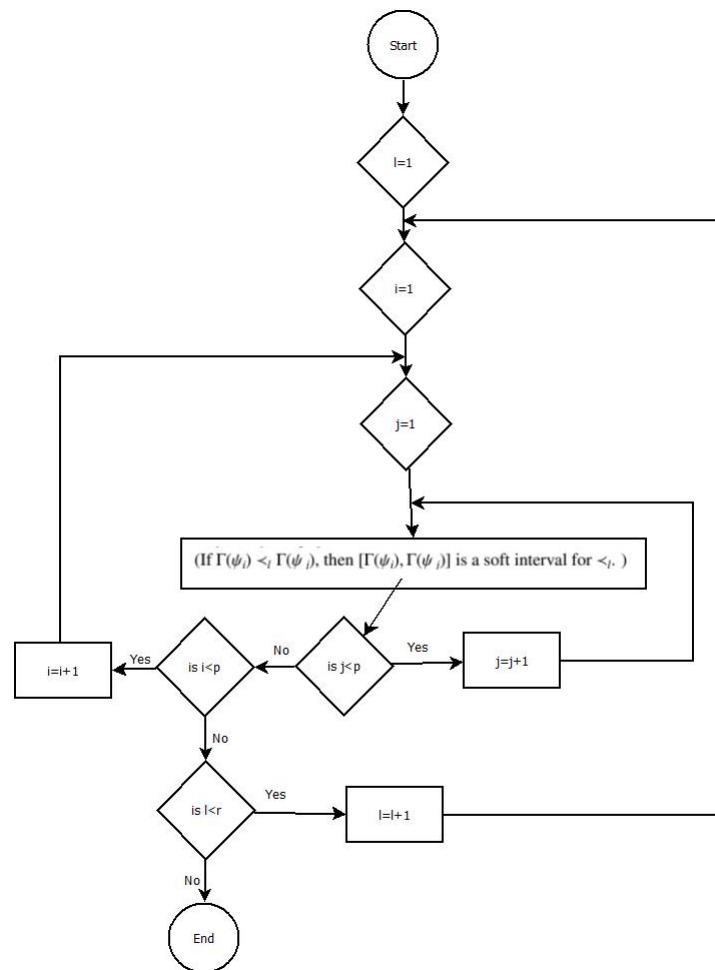 Start
l=1
i=1
j=1
(If Γ(ψᵢ) ≺ₗ Γ(ψⱼ), then [Γ(ψᵢ), Γ(ψⱼ)] is a soft interval for ≺ₗ. )
i=i+1
Yes
is i<p
No
is j<p
Yes
j=j+1
No
is l<r
Yes
l=l+1
No
End